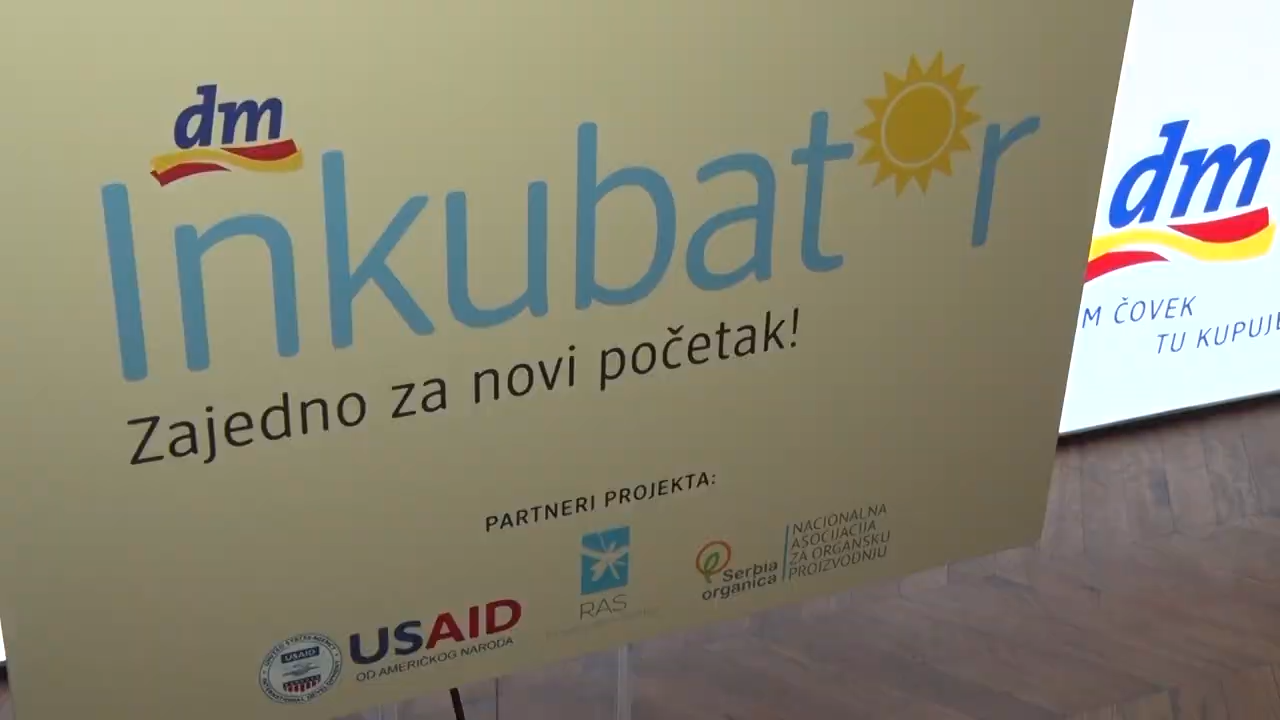 dm
Inkubator
Zajedno za novi početak!
PARTNERI PROJEKTA:
USAID
USAID
OD AMERIČKOG NARODA
RAS
Serbia
organica
NACIONALNA
ASOCIJACIJA
ZA ORGANSKU
PROIZVODNJU
dm
M ČOVEK
TU KUPUJE